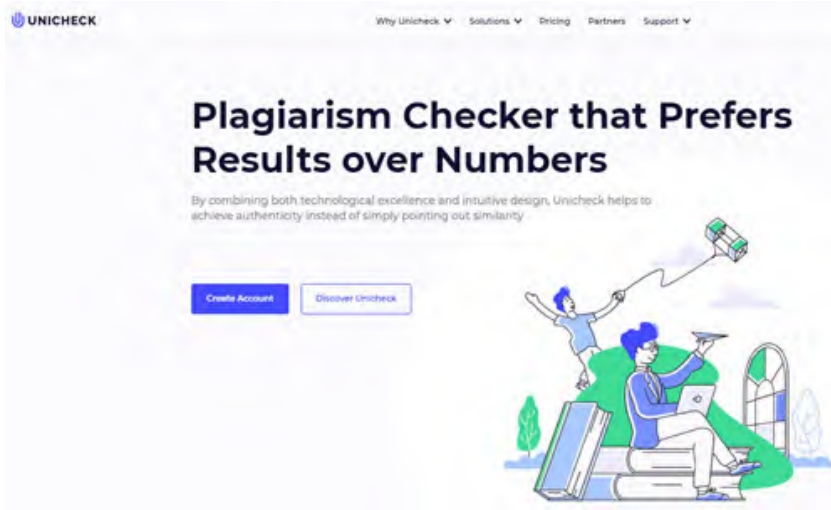 UNICHECK
Why Unicheck Solutions Pricing Partners Support
Plagiarism Checker that Prefers
Results over Numbers
By combining both technological excellence and intuitive design, Unicheck helps to
achieve authenticity instead of simply pointing out similarity
Create Account Discover Unicheck